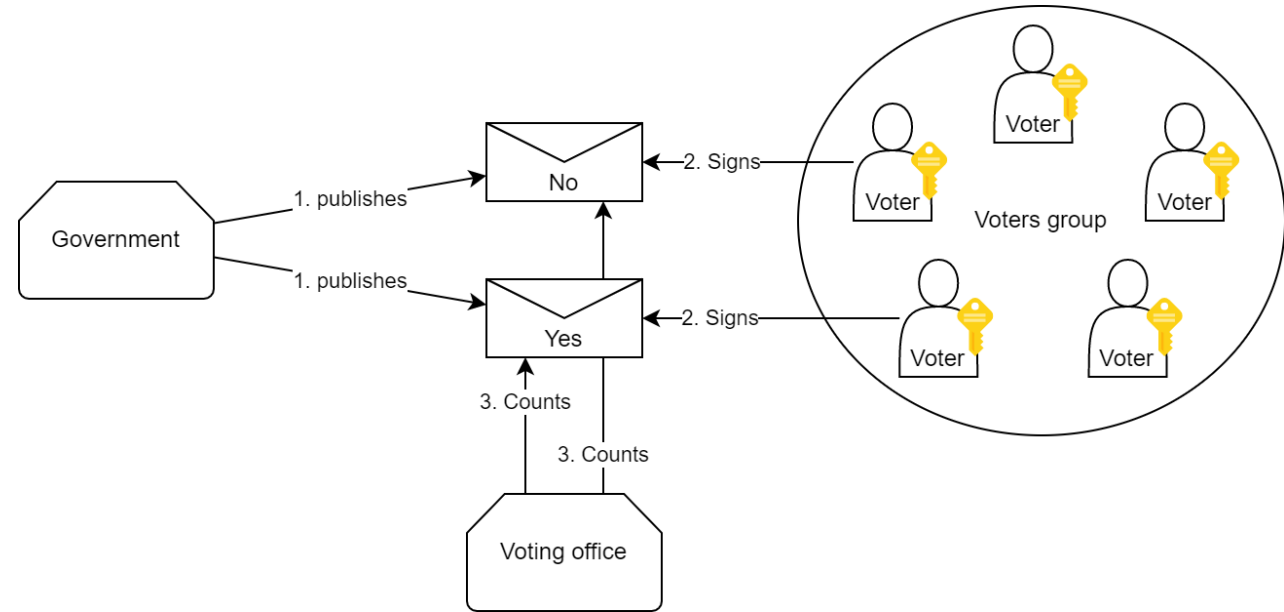 Voter
Voter
Voter
No
2. Signs
1. publishes
Voters group
Government
1. publishes
Yes
2. Signs
Voter
Voter
3. Counts
3. Counts
Voting office